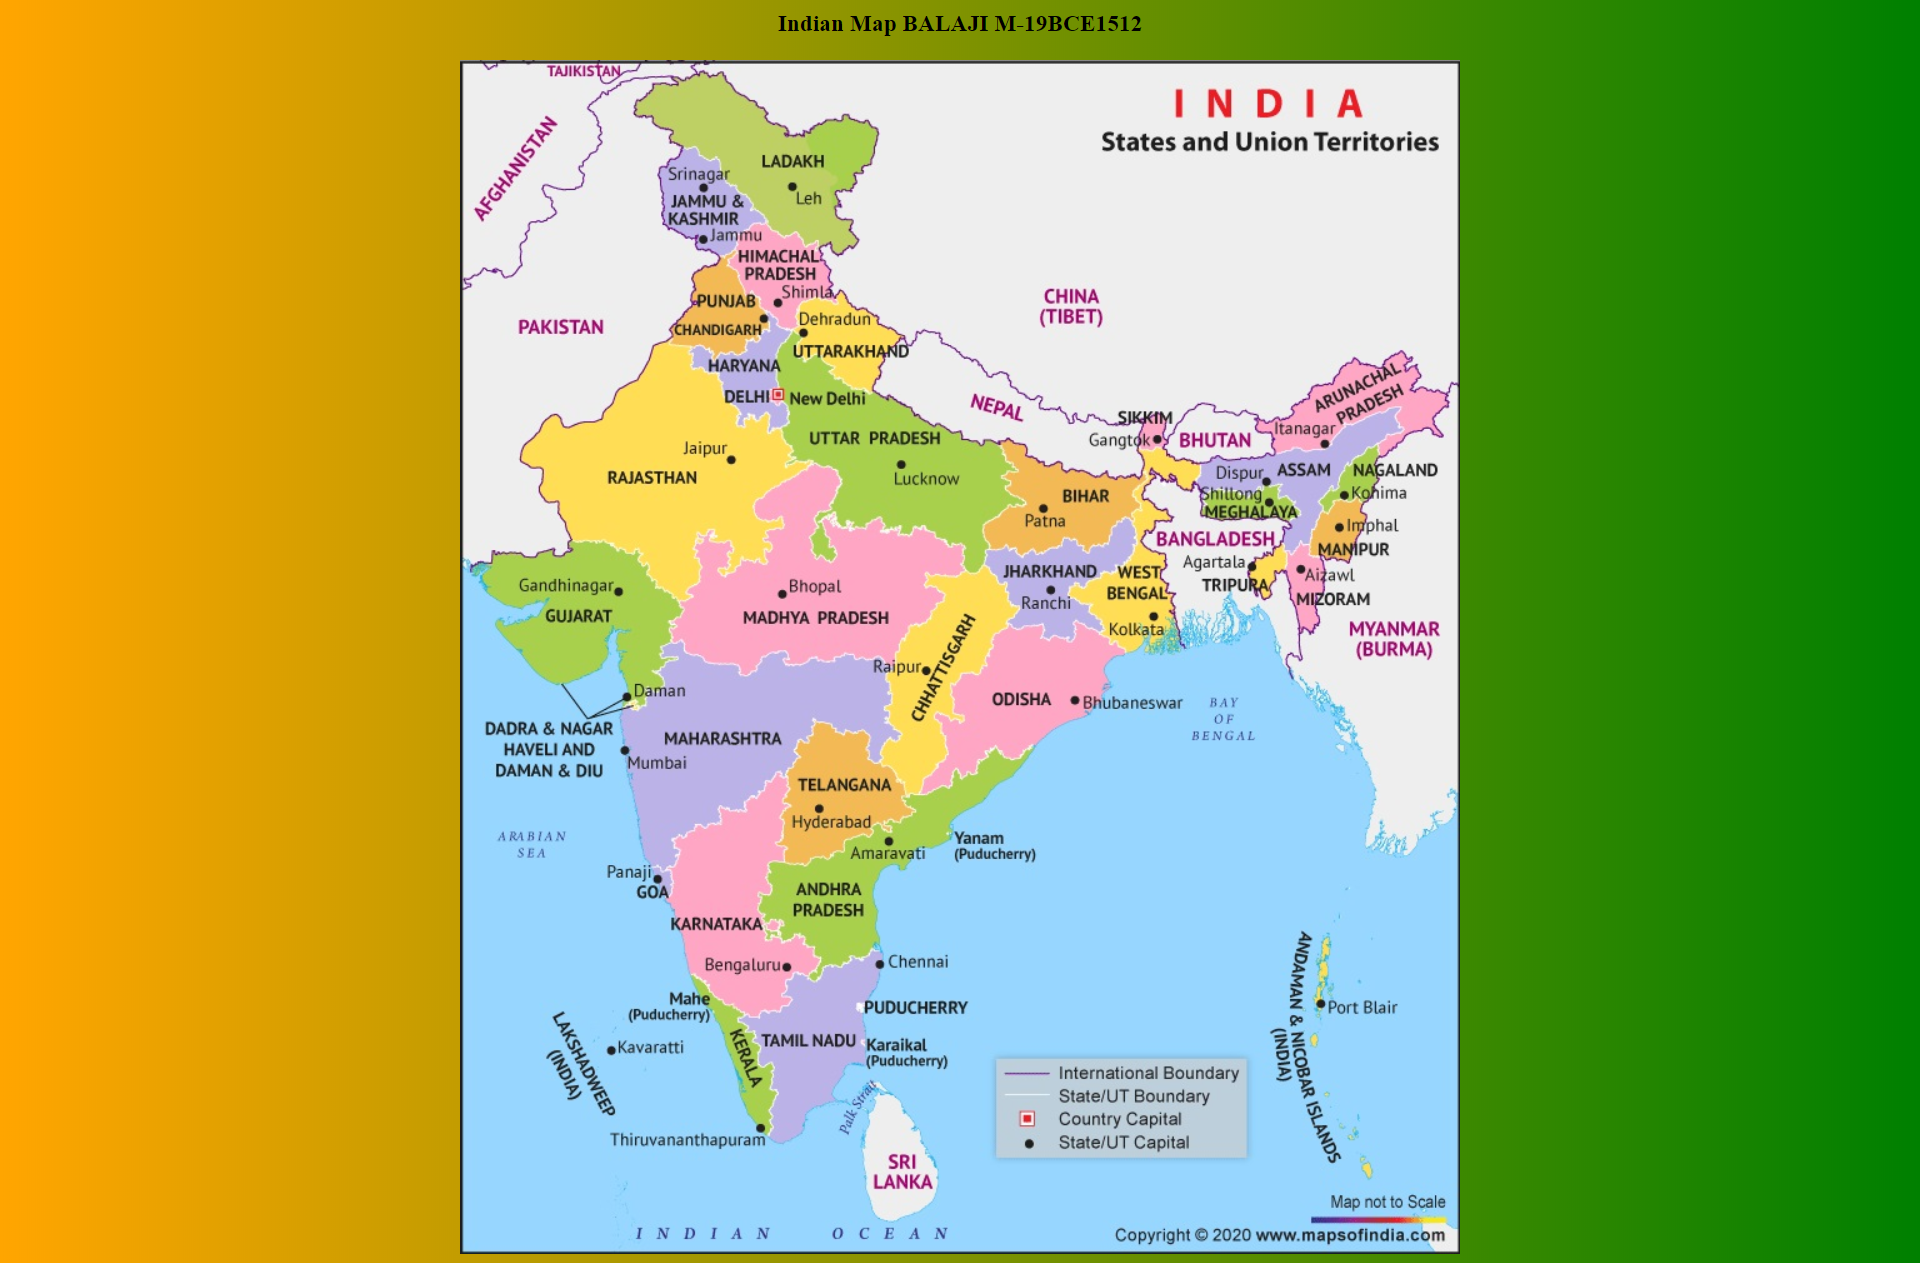 Indian Map BALAJI M-19BCE1512
TAJIKISTAN
INDIA
States and Union Territories
AFGHANISTAN
LADAKH
Srinagar
Leh
JAMMU &
KASHMIR
Jammu
HIMACHAL
PRADESH
Shimla
PUNJAB
CHINA
(TIBET)
PAKISTAN
Dehradun
CHANDIGARH
UTTARAKHAND
HARYANA
DELHI
New Delhi
NEPAL
ARUNACHAL
PRADESH
SIKKIM
Gangtok
BHUTAN
Itanagar
UTTAR PRADESH
Jaipur
RAJASTHAN
Lucknow
Dispur
ASSAM
NAGALAND
BIHAR
Patna
Shillong
Kohima
MEGHALAYA
Imphal
BANGLADESH
MANIPUR
Agartala
Aizawl
TRIPURA
MIZORAM
JHARKHAND
Ranchi
WEST
BENGAL
Kolkata
Gandhinagar
GUJARAT
Bhopal
MADHYA PRADESH
MYANMAR
(BURMA)
CHHATTISGARH
Raipur
ODISHA
Bhubaneswar
Daman
DADRA & NAGAR
HAVELI AND
DAMAN & DIU
MAHARASHTRA
Mumbai
BAY
OF
BENGAL
TELANGANA
Hyderabad
ARABIAN
SEA
Yanam
(Puducherry)
Amaravati
Panaji
GOA
ANDHRA
PRADESH
KARNATAKA
Bengaluru
Chennai
Mahe
(Puducherry)
PUDUCHERRY
KERALA
TAMIL NADU
Karaikal
(Puducherry)
LAKSHADWEEP
(INDIA)
Kavaratti
ANDAMAN & NICOBAR ISLANDS
(INDIA)
Port Blair
Palk Strait
Thiruvananthapuram
SRI
LANKA
International Boundary
State/UT Boundary
Country Capital
State/UT Capital
Map not to Scale
INDIAN OCEAN
Copyright © 2020 www.mapsofindia.com